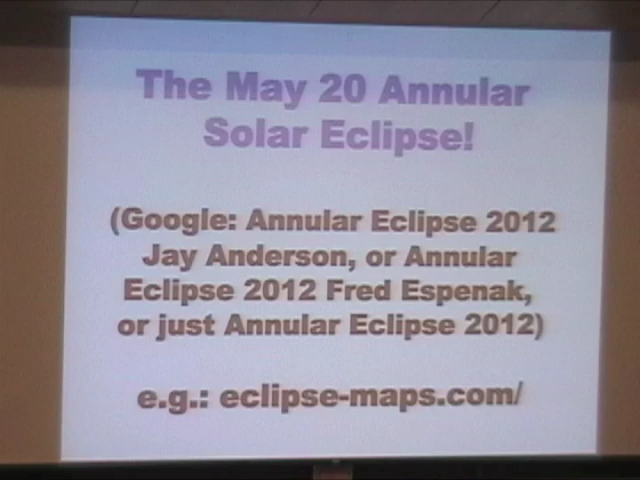 The May 20 Annular
Solar Eclipse!
(Google: Annular Eclipse 2012
Jay Anderson, or Annular
Eclipse 2012 Fred Espenak,
or just Annular Eclipse 2012)
e.g.: eclipse-maps.com/